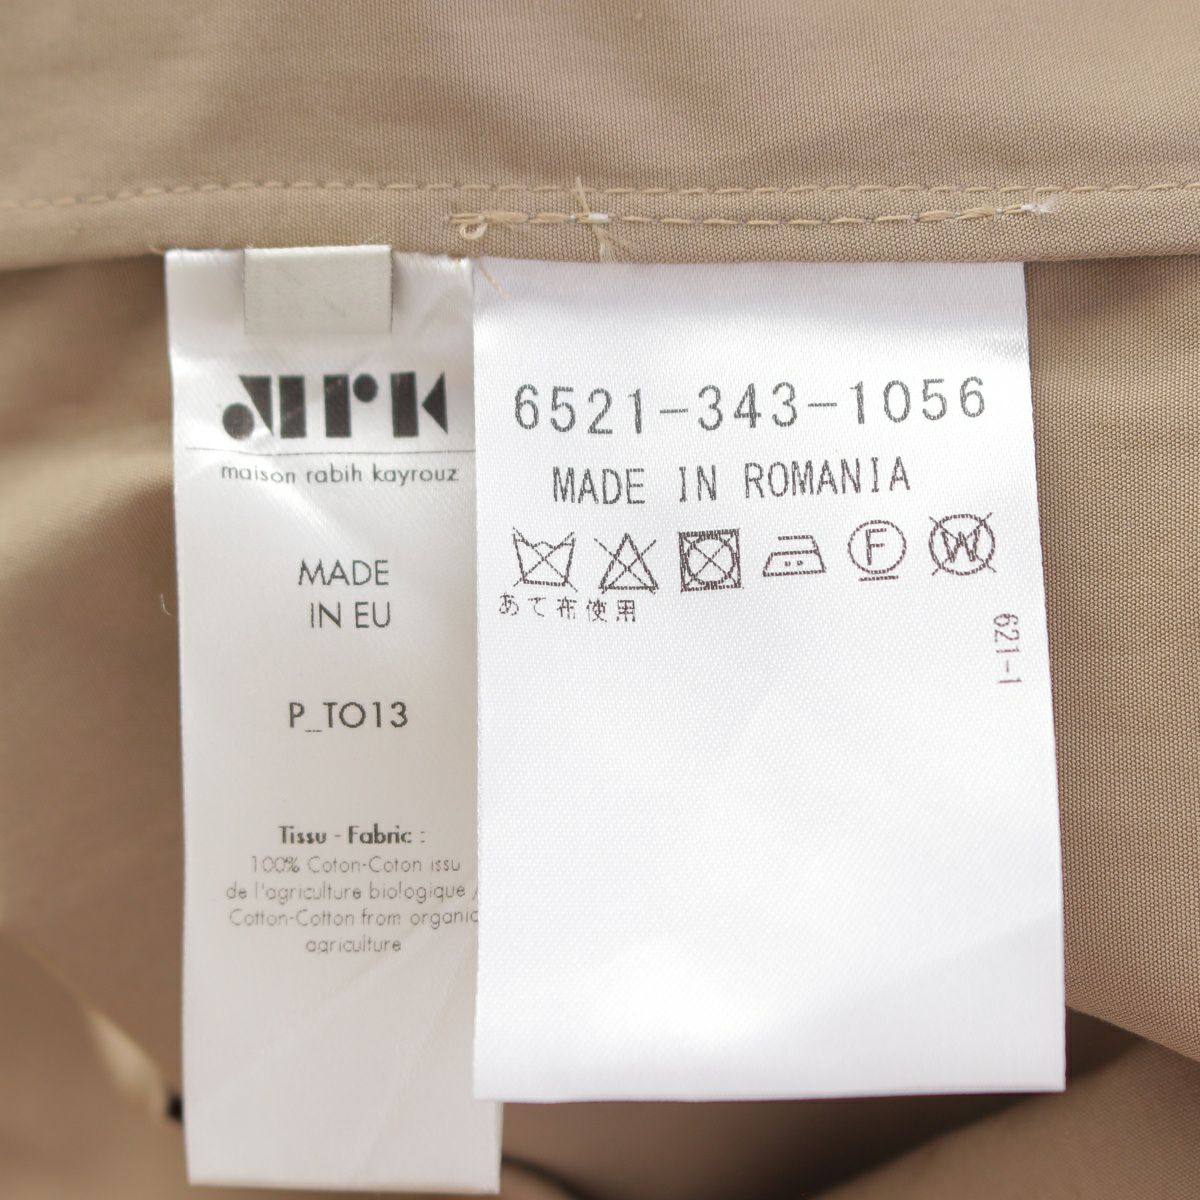 mrk
maison rabih kayrouz
MADE
IN EU
P_TO13
Tissu - Fabric :
100% Coton-Coton issu
de l'agriculture biologique /
Cotton-Cotton from organic
agriculture
6521-343-1056
MADE IN ROMANIA
F W
あて布使用
621-1